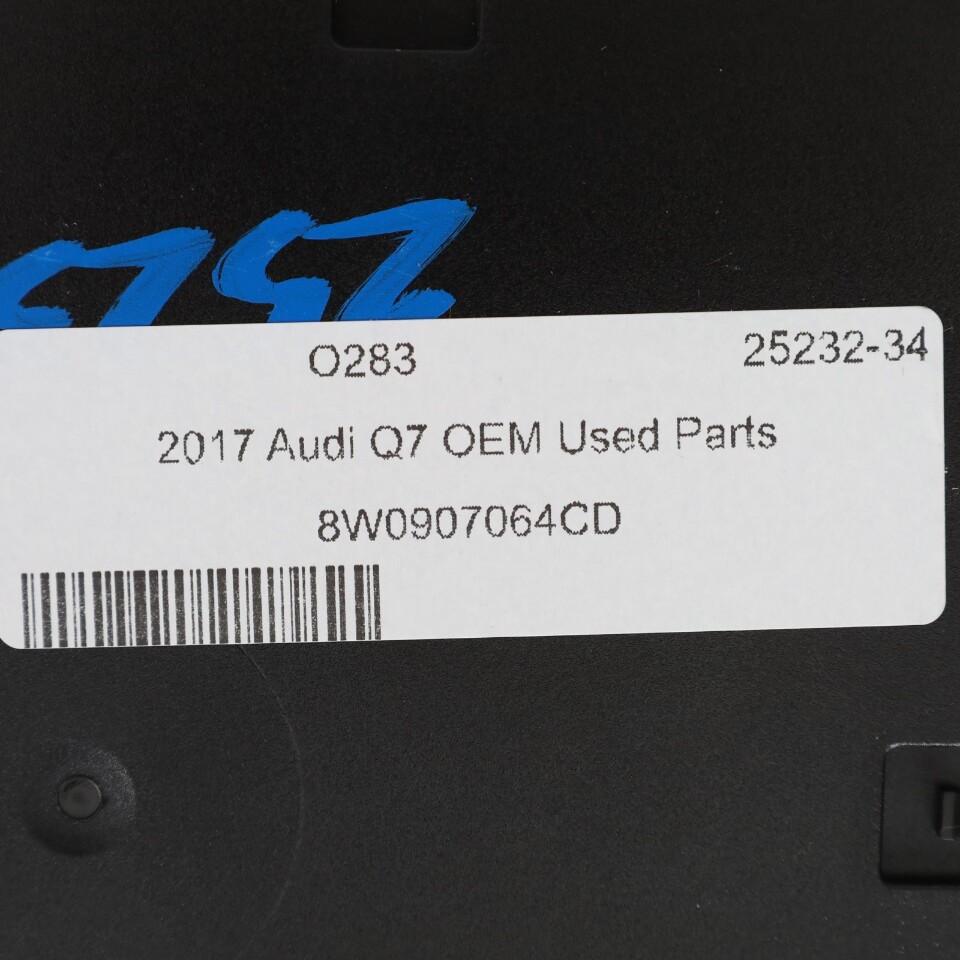 O283 25232-34
2017 Audi Q7 OEM Used Parts
8W0907064CD